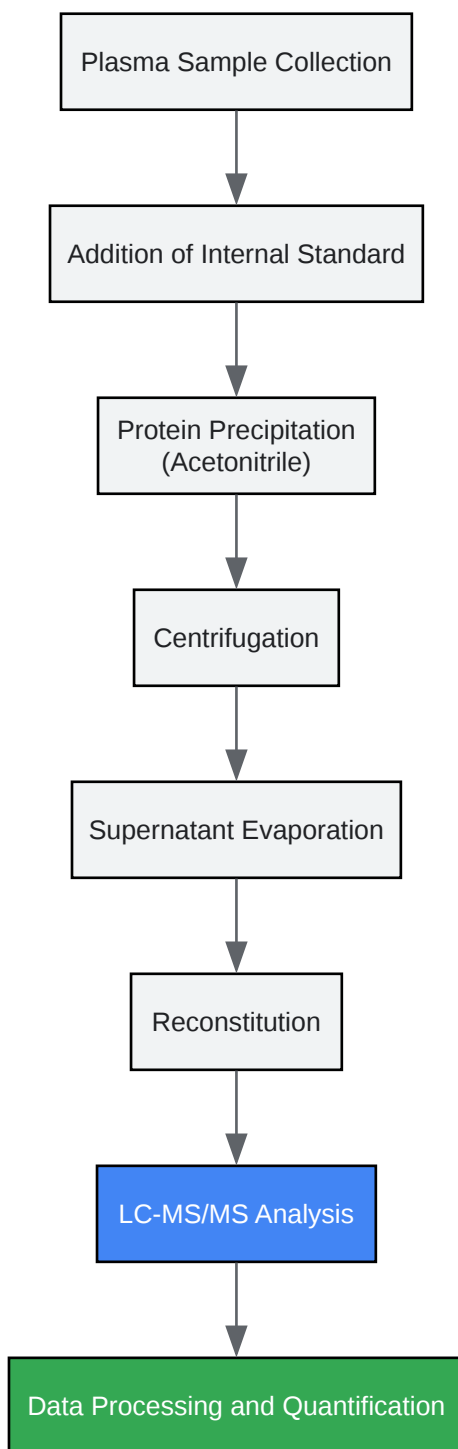 Plasma Sample Collection
Addition of Internal Standard
Protein Precipitation
(Acetonitrile)
Centrifugation
Supernatant Evaporation
Reconstitution
LC-MS/MS Analysis
Data Processing and Quantification